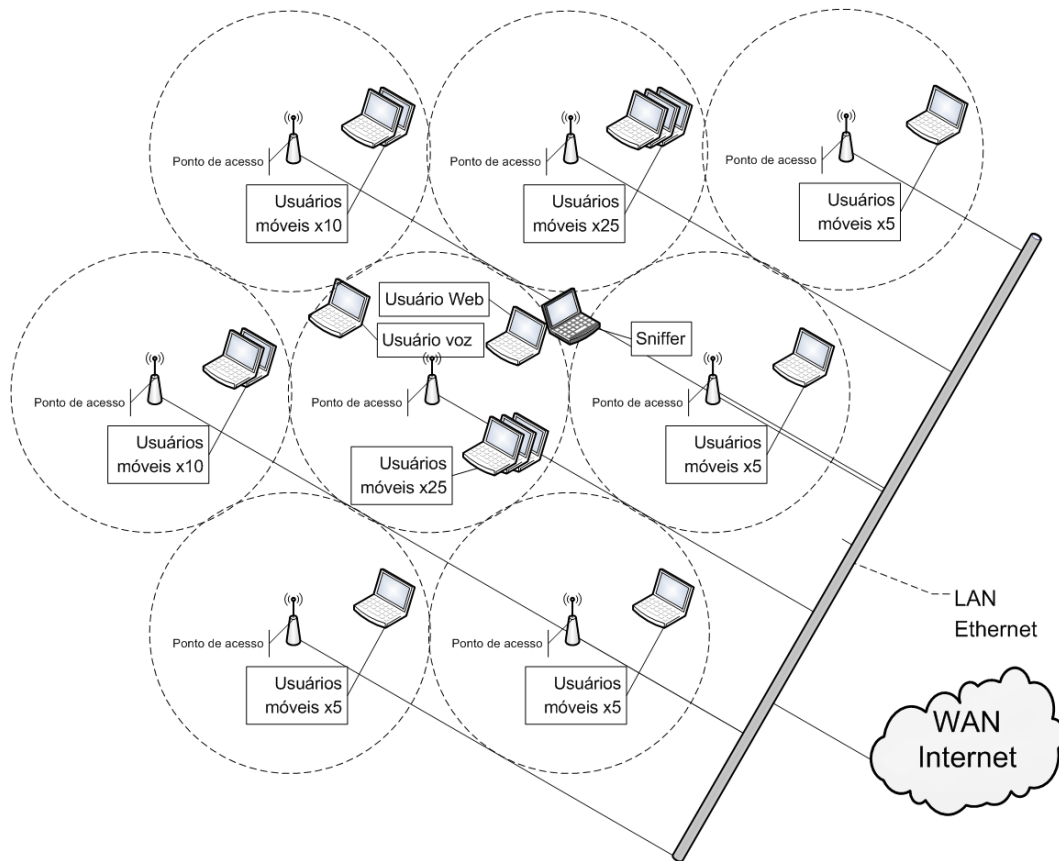 Ponto de acesso
Usuários
móveis x10
Ponto de acesso
Usuários
móveis x25
Ponto de acesso
Usuários
móveis x5
Usuário Web
Usuário voz
Sniffer
Ponto de acesso
Usuários
móveis x10
Ponto de acesso
Usuários
móveis x25
Ponto de acesso
Usuários
móveis x5
Ponto de acesso
Usuários
móveis x5
Ponto de acesso
Usuários
móveis x5
LAN
Ethernet
WAN
Internet